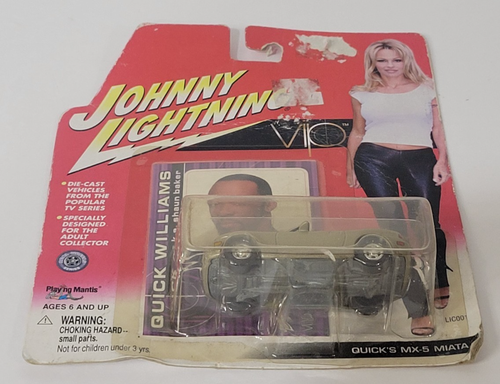 JOHNNY
LIGHTNING
VIP
• DIE-CAST
VEHICLES
FROM THE
POPULAR
TV SERIES
• SPECIALLY
DESIGNED
FOR THE
ADULT
COLLECTOR
QUICK WILLIAMS
shaun baker
Playing Mantis™
AGES 6 AND UP
WARNING:
CHOKING HAZARD--
small parts.
Not for children under 3 yrs.
LIC001
QUICK'S MX-5 MIATA